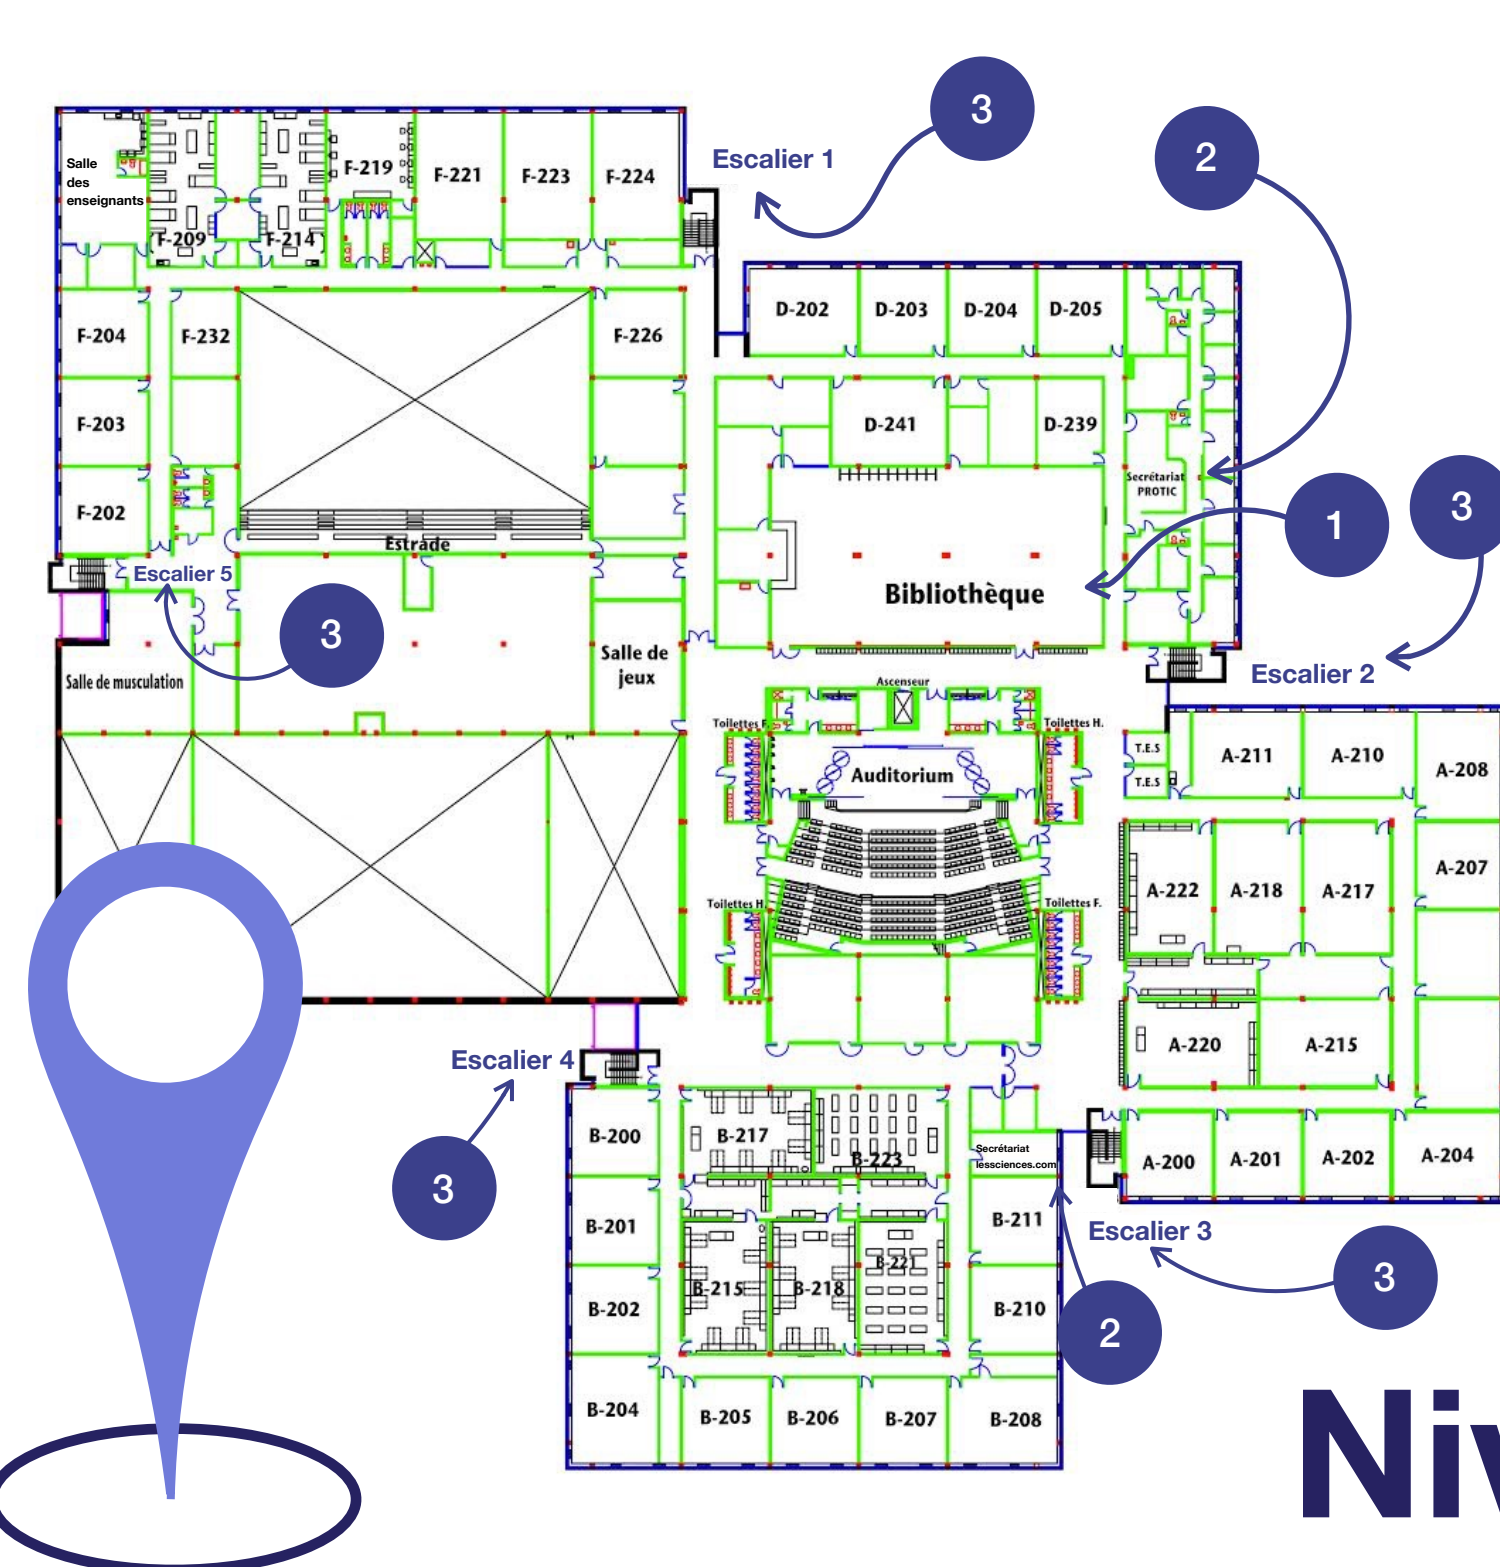 3
Escalier 1
2
Salle
des
enseignants
F-209
F-214
F-219
F-221
F-223
F-224
F-204
F-232
F-226
D-202
D-203
D-204
D-205
F-203
D-241
D-239
F-202
Estrade
Secrétariat
PROTIC
3
1
Escalier 5
3
Bibliothèque
Salle de
jeux
Salle de musculation
Escalier 2
Ascenseur
Toilettes F.
Toilettes H.
Auditorium
T.E.S
T.E.S
A-211
A-210
A-208
A-207
A-222
A-218
A-217
Toilettes H.
Toilettes F.
A-220
A-215
Escalier 4
3
B-200
B-217
B-223
Secrétariat
lessciences.com
A-200
A-201
A-202
A-204
B-201
B-211
Escalier 3
3
B-215
B-218
B-221
B-202
B-210
2
B-204
B-205
B-206
B-207
B-208